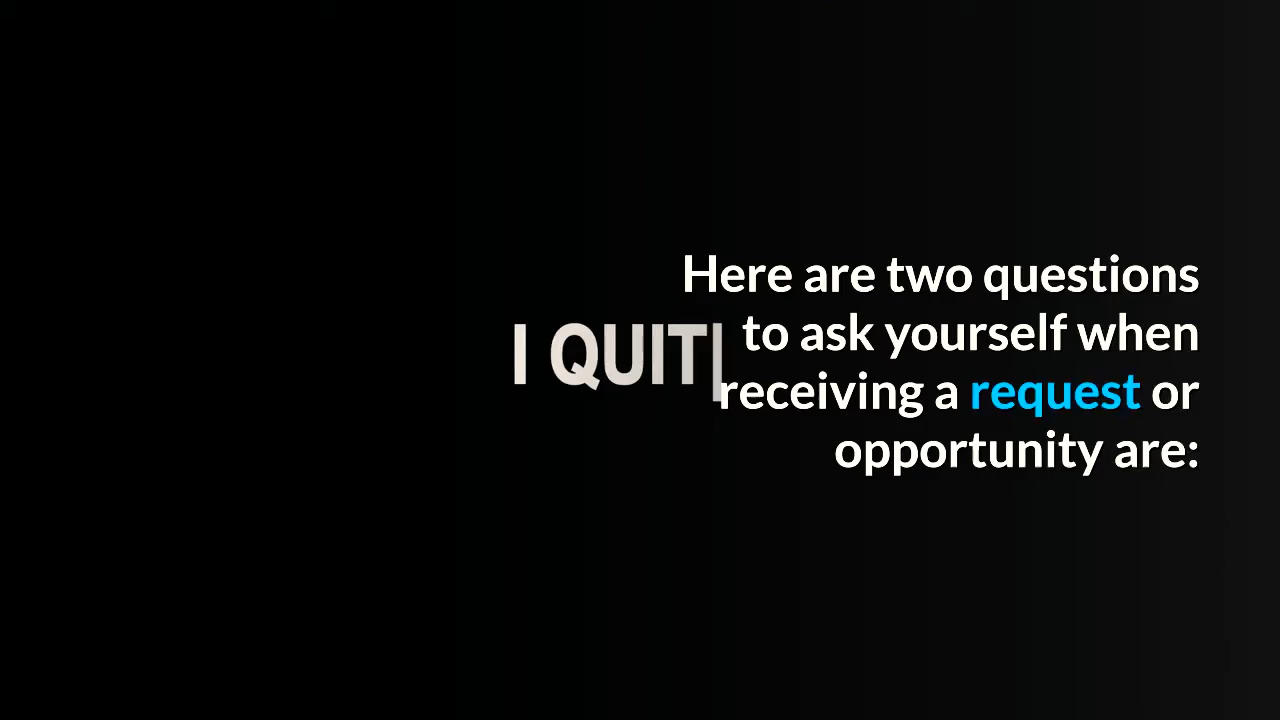 Here are two questions
to ask yourself when
receiving a request or
opportunity are:
I QUIT|